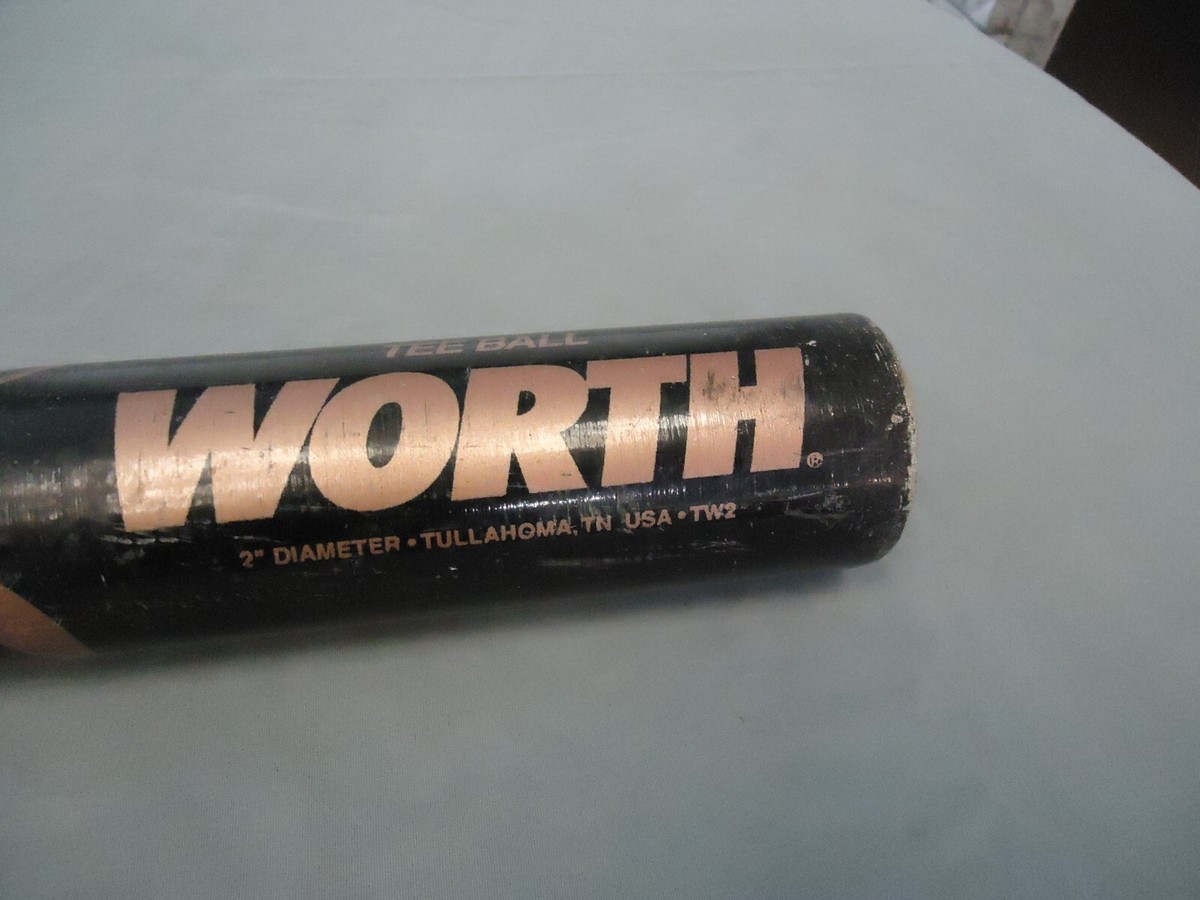 TEE BALL
WORTH®
2" DIAMETER • TULLAHOMA, TN USA • TW2